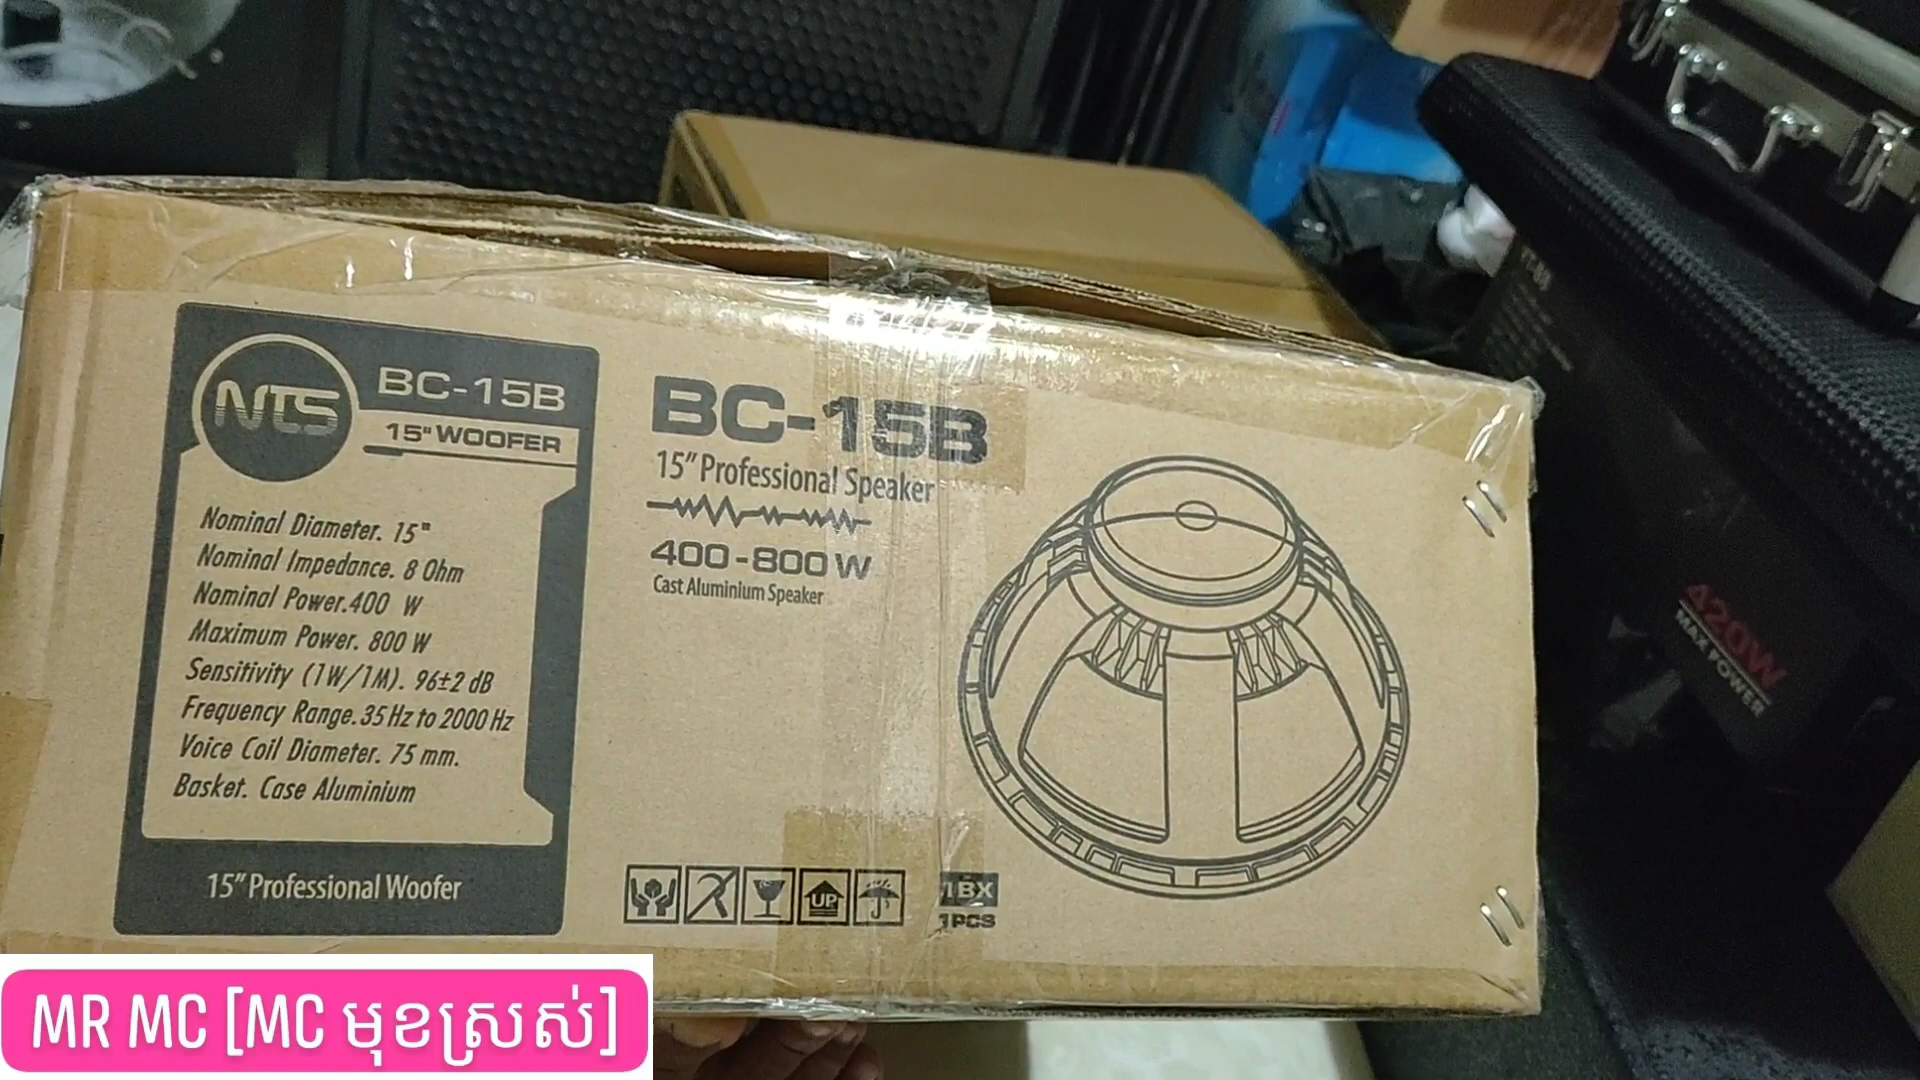 NTS
BC-15B
15" WOOFER
Nominal Diameter. 15"
Nominal Impedance. 8 Ohm
Nominal Power.400 W
Maximum Power. 800 W
Sensitivity (1W/1M). 96±2 dB
Frequency Range.35 Hz to 2000 Hz
Voice Coil Diameter. 75 mm.
Basket. Case Aluminium
15" Professional Woofer
BC-15B
15" Professional Speaker
400-800 W
Cast Aluminium Speaker
UP
1BX
1PCS
420W
MAX POWER
MR MC [MC មុខស្រស់]